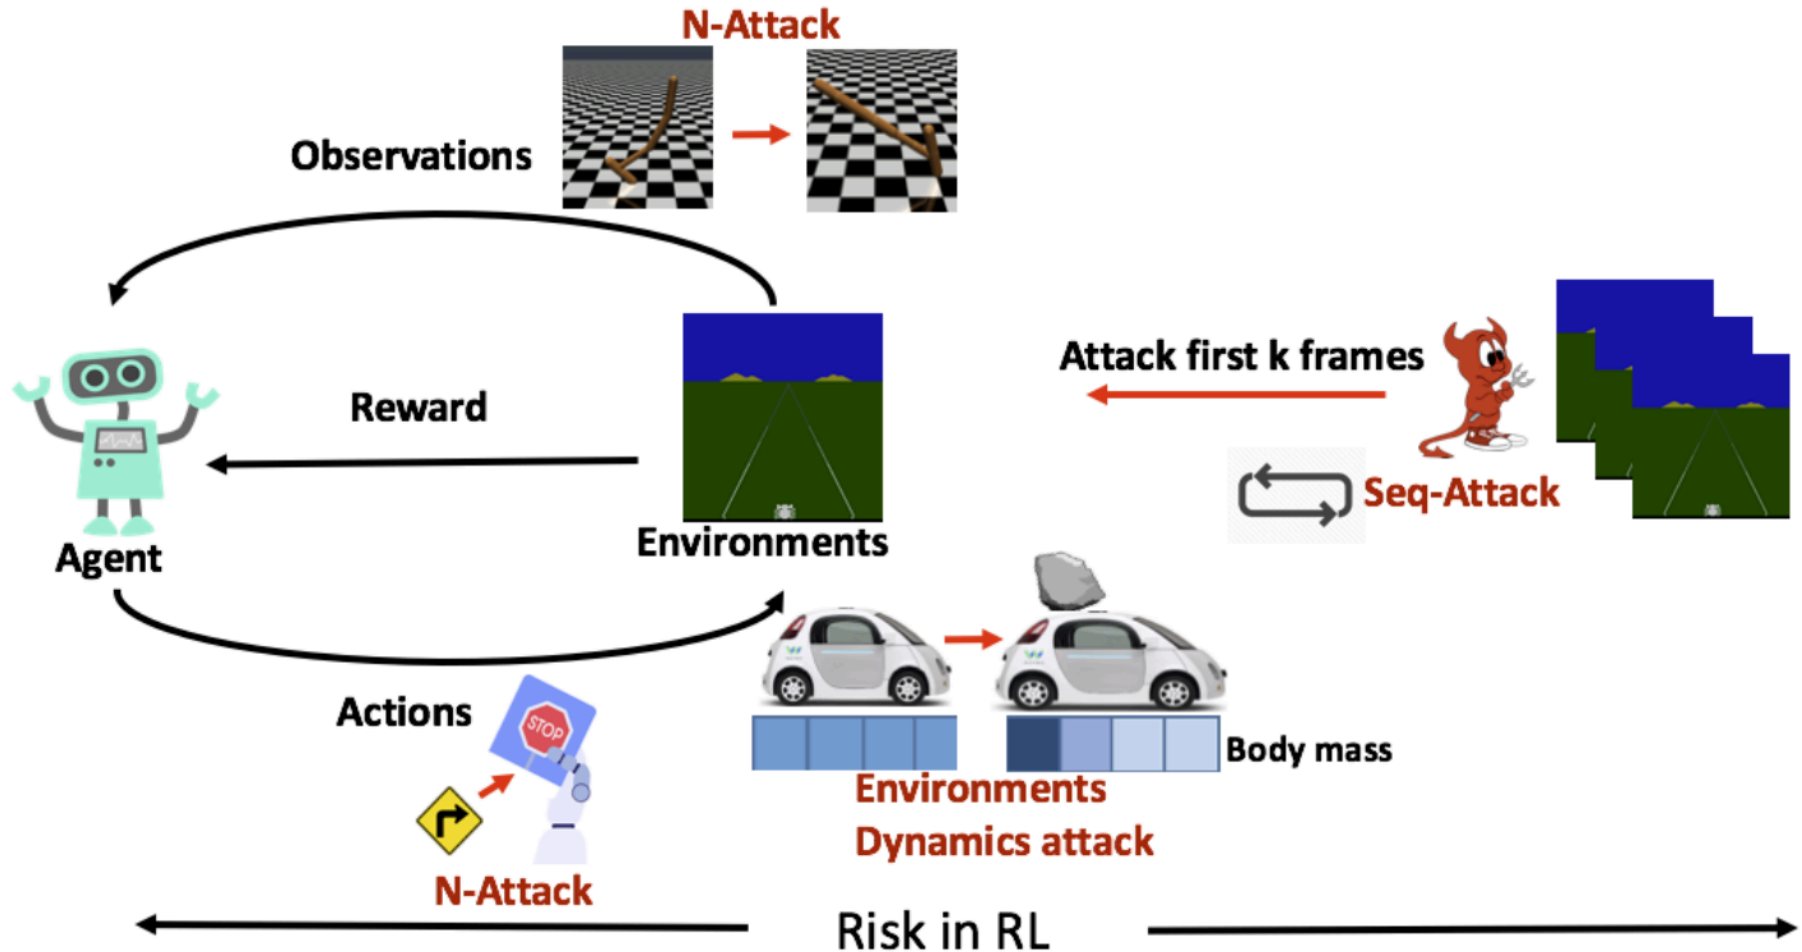 N-Attack
Observations
Attack first k frames
Reward
Seq-Attack
Environments
Agent
Actions
STOP
Body mass
Environments
Dynamics attack
N-Attack
Risk in RL